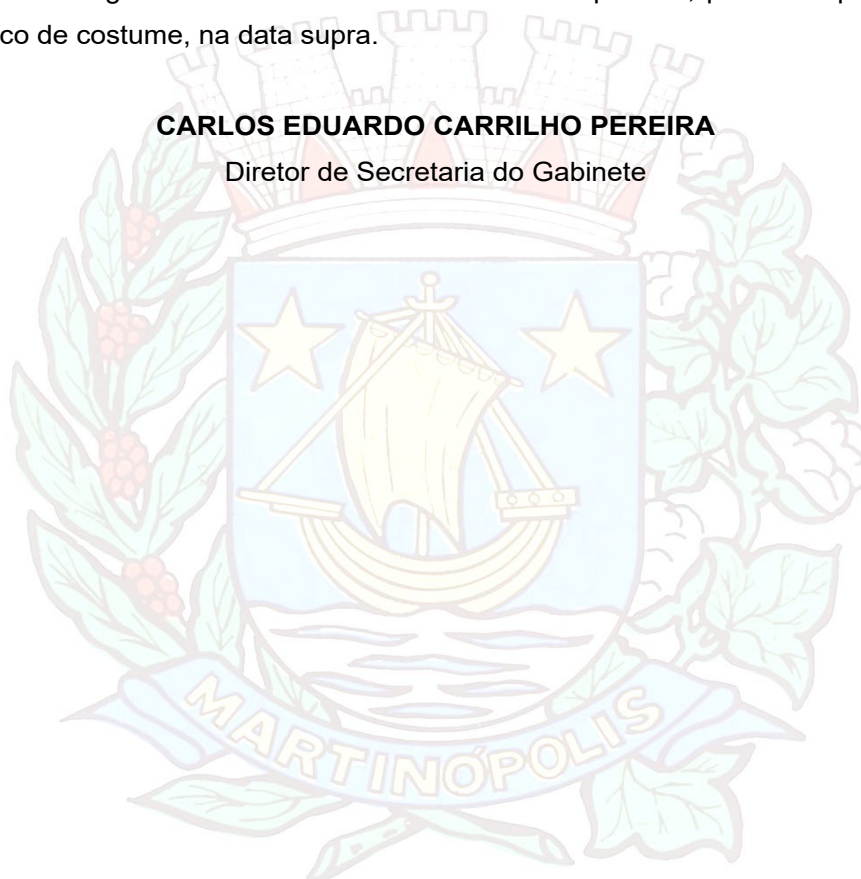 co de costume, na data supra.
CARLOS EDUARDO CARRILHO PEREIRA
Diretor de Secretaria do Gabinete
MARTINÓPOLIS